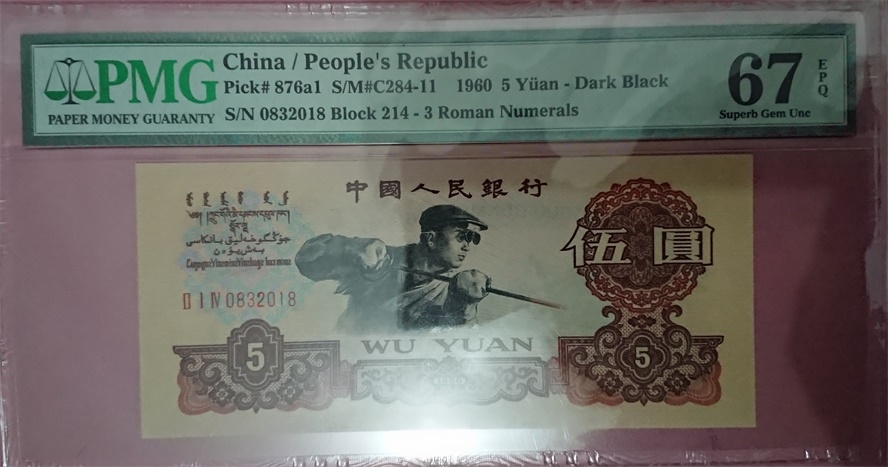 PMG
PAPER MONEY GUARANTY
China / People's Republic
Pick# 876a1 S/M#C284-11 1960 5 Yüan - Dark Black
S/N 0832018 Block 214 - 3 Roman Numerals
67 EPQ
Superb Gem Unc
中國人民銀行
伍圓
Ⅱ Ⅰ Ⅳ 0832018
5
WU YUAN
5